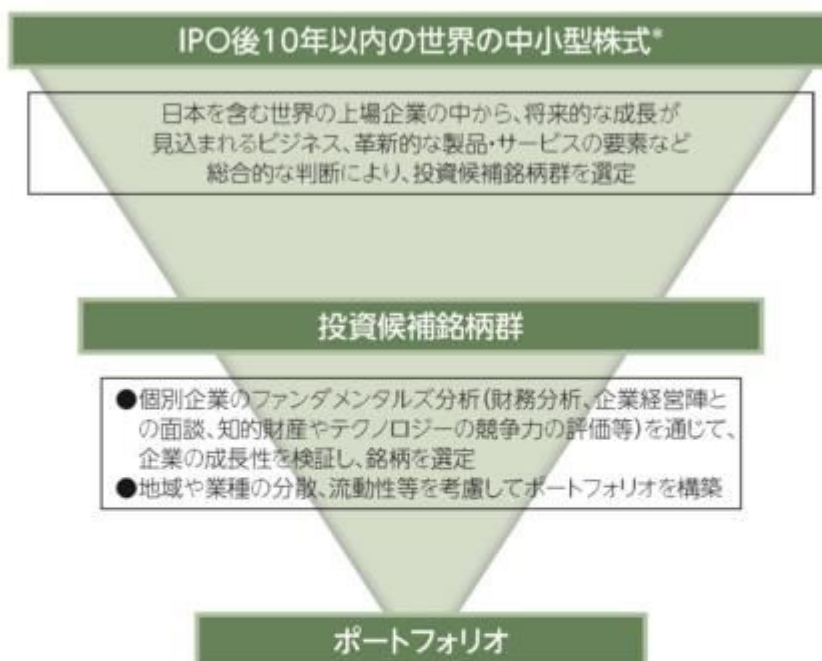 IPO後10年以内の世界の中小型株式*
日本を含む世界の上場企業の中から、将来的な成長が
見込まれるビジネス、革新的な製品・サービスの要素など
総合的な判断により、投資候補銘柄群を選定
投資候補銘柄群
●個別企業のファンダメンタルズ分析(財務分析、企業経営陣と
の面談、知的財産やテクノロジーの競争力の評価等)を通じて、
企業の成長性を検証し、銘柄を選定
●地域や業種の分散、流動性等を考慮してポートフォリオを構築
ポートフォリオ